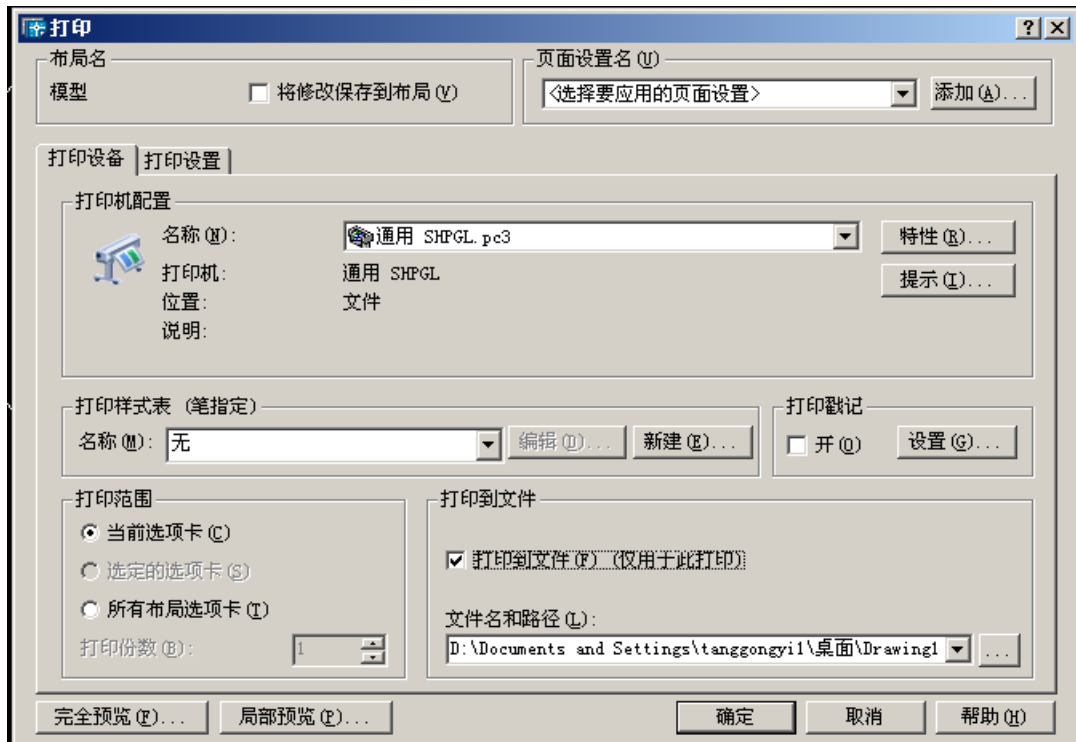 打印
布局名
模型
将修改保存到布局(V)
页面设置名(U)
<选择要应用的页面设置>
添加(A)...
打印设备
打印设置
打印机配置
名称(N):
通用 SHPGL.pc3
特性(R)...
打印机:
通用 SHPGL
提示(I)...
位置:
文件
说明:
打印样式表 (笔指定)
名称(M):
无
编辑(D)...
新建(E)...
打印戳记
开(O)
设置(G)...
打印范围
当前选项卡(C)
选定的选项卡(S)
所有布局选项卡(T)
打印份数(B):
1
打印到文件
打印到文件(F) (仅用于此打印)
文件名和路径(L):
D:\Documents and Settings\tanggongyi1\桌面\Drawing1
...
完全预览(F)...
局部预览(P)...
确定
取消
帮助(H)